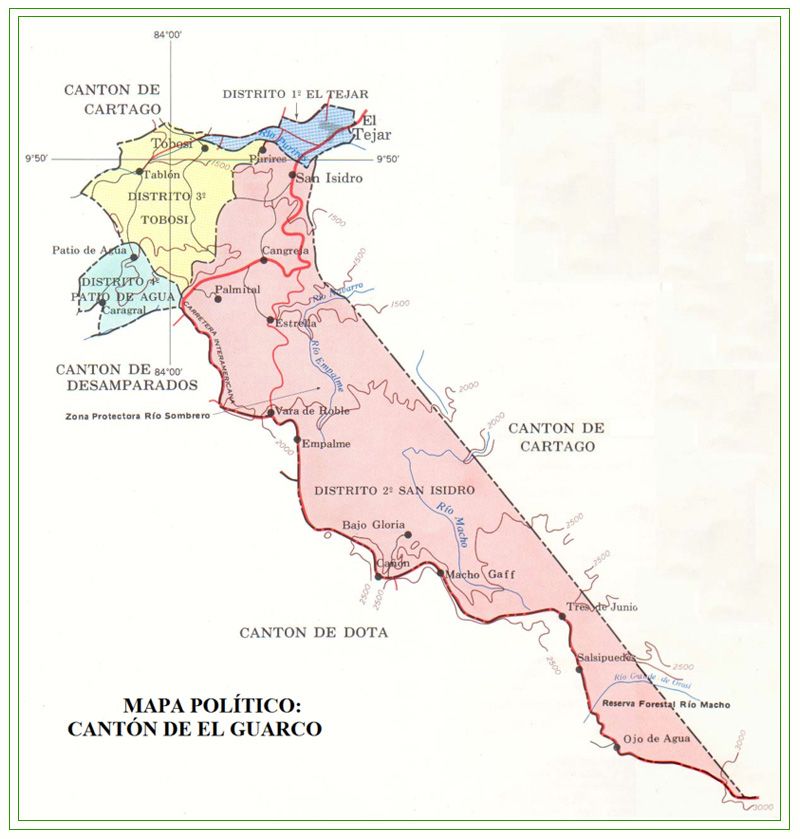 84°00'
CANTON DE
CARTAGO
DISTRITO 1º EL TEJAR
El
Tejar
Tobosi
Río Purires
9°50'
9°50'
Purires
1500
Tablón
San Isidro
DISTRITO 3º
TOBOSI
1500
Patio de Agua
Cangreja
1500
DISTRITO 4º
PATIO DE AGUA
Caragral
Palmital
Río Navarro
1500
Estrella
CARRETERA INTERAMERICANA
Río Empalme
84°00'
CANTON DE
DESAMPARADOS
2000
Zona Protectora Río Sombrero
Vara de Roble
2000
CANTON DE
CARTAGO
2000
Empalme
DISTRITO 2º SAN ISIDRO
Río Macho
Bajo Gloria
2500
2500
Cañón
Macho Gaff
2500
2500
Tres de Junio
CANTON DE DOTA
2500
Salsipuedes
2500
Río Grande de Orosi
Reserva Forestal Río Macho
MAPA POLÍTICO:
CANTÓN DE EL GUARCO
Ojo de Agua
3000
3000